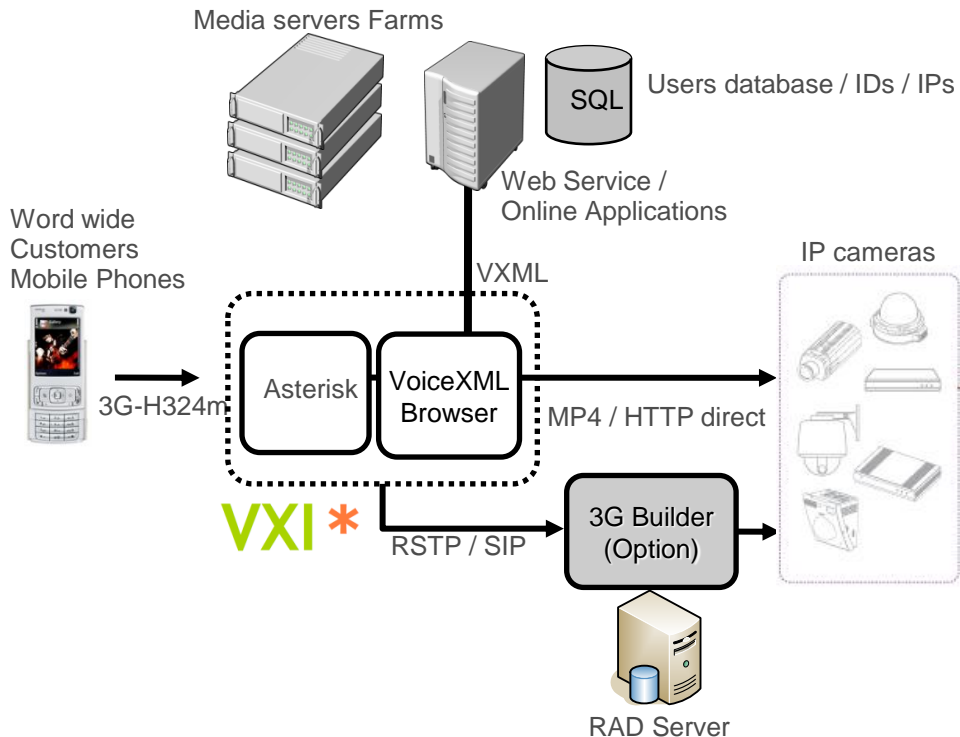 Media servers Farms
SQL
Users database / IDs / IPs
Web Service /
Online Applications
Word wide
Customers
Mobile Phones
IP cameras
VXML
Asterisk
VoiceXML
Browser
3G-H324m
MP4 / HTTP direct
VXI*
RSTP / SIP
3G Builder
(Option)
RAD Server